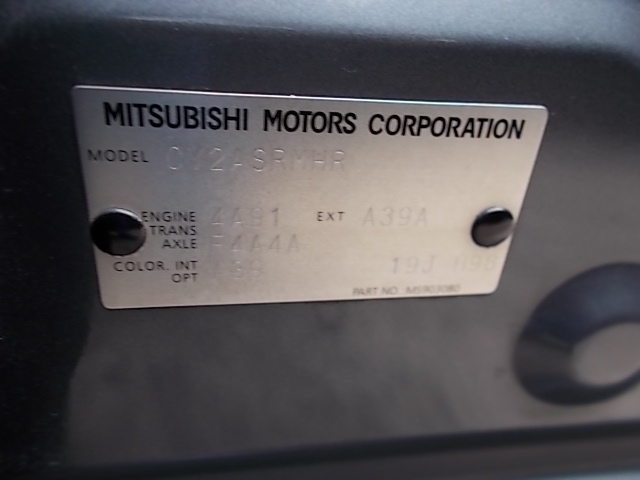 MITSUBISHI MOTORS CORPORATION
MODEL CY2ASRMHR
ENGINE 4A91 EXT A39A
TRANS
AXLE F4A4A
COLOR. INT
OPT 19J
PART NO. MS903080